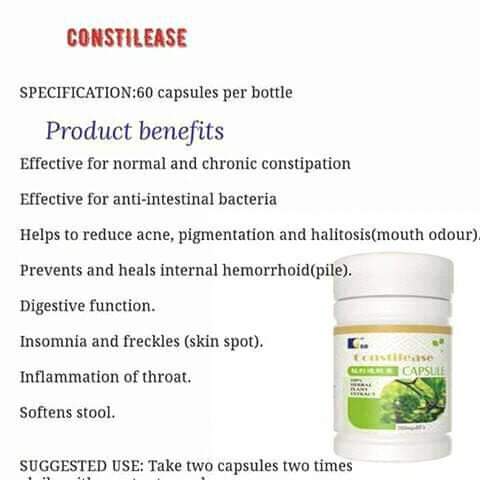 CONSTILEASE
SPECIFICATION:60 capsules per bottle
Product benefits
Effective for normal and chronic constipation
Effective for anti-intestinal bacteria
Helps to reduce acne, pigmentation and halitosis(mouth odour).
Prevents and heals internal hemorrhoid(pile).
Digestive function.
Insomnia and freckles (skin spot).
Inflammation of throat.
Softens stool.
SUGGESTED USE: Take two capsules two times
Constilease
CAPSULE
100%
HERBAL
PLANT
EXTRACT